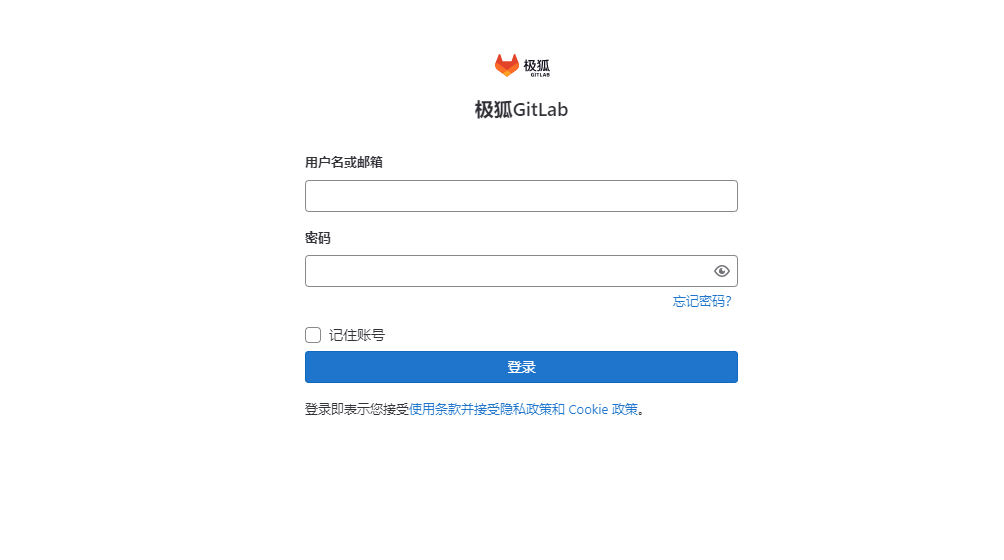 极狐
GITLAB
极狐GitLab
用户名或邮箱
密码
忘记密码?
记住账号
登录
登录即表示您接受使用条款并接受隐私政策和 Cookie 政策。